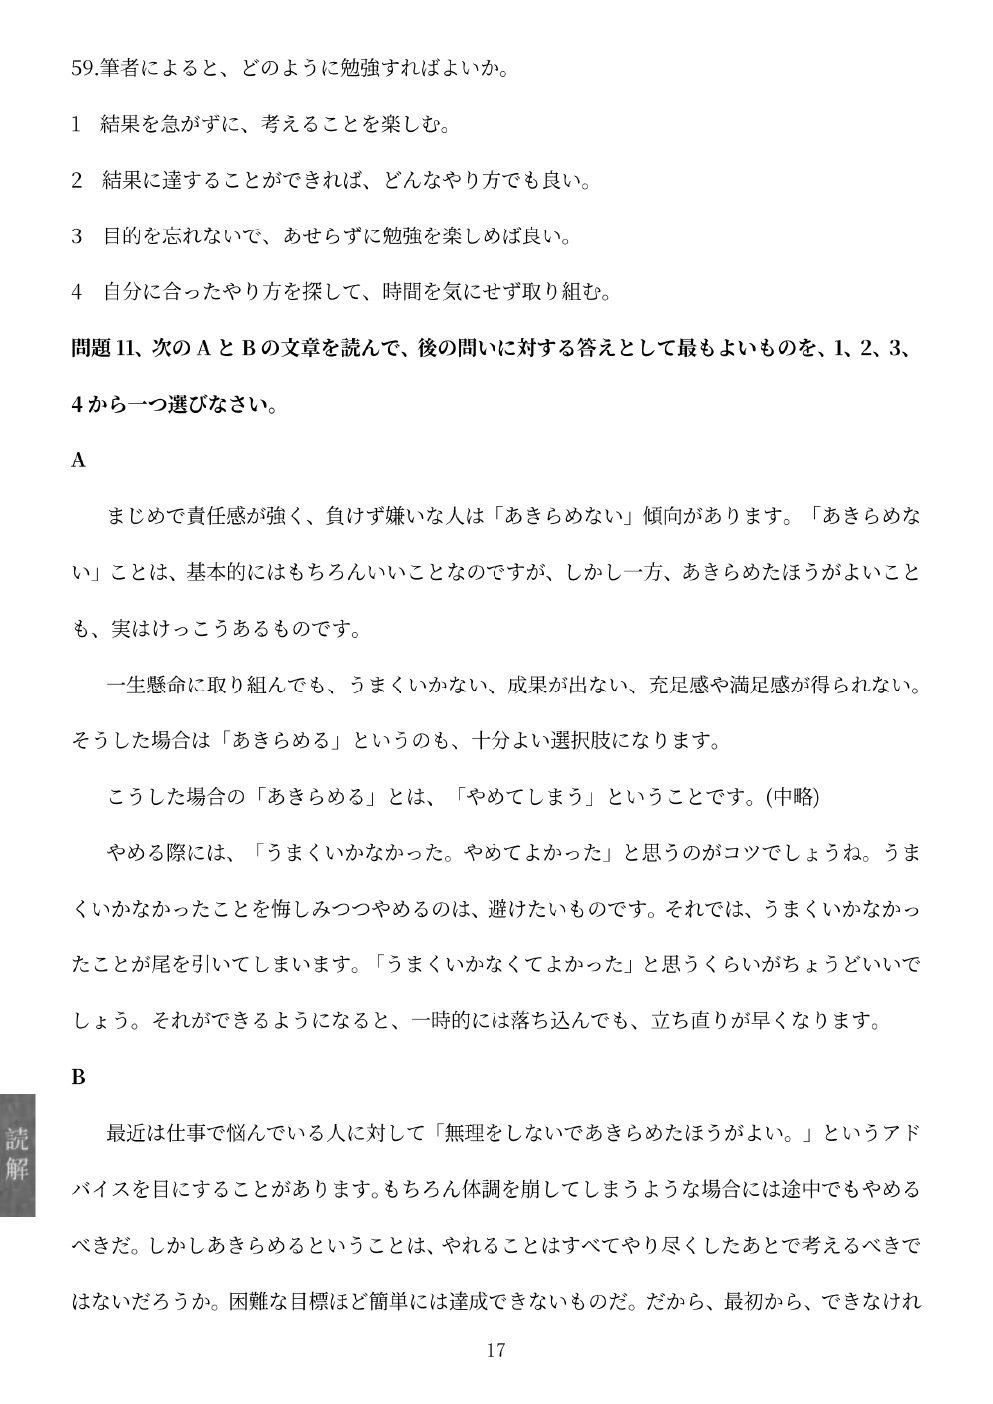 59.筆者によると、どのように勉強すればよいか。
1 結果を急がずに、考えることを楽しむ。
2 結果に達することができれば、どんなやり方でも良い。
3 目的を忘れないで、あせらずに勉強を楽しめば良い。
4 自分に合ったやり方を探して、時間を気にせず取り組む。
問題 11、次の A と B の文章を読んで、後の問いに対する答えとして最もよいものを、1、2、3、
4 から一つ選びなさい。
A
まじめで責任感が強く、負けず嫌いな人は「あきらめない」傾向があります。「あきらめな
い」ことは、基本的にはもちろんいいことなのですが、しかし一方、あきらめたほうがよいこと
も、実はけっこうあるものです。
一生懸命に取り組んでも、うまくいかない、成果が出ない、充足感や満足感が得られない。
そうした場合は「あきらめる」というのも、十分よい選択肢になります。
こうした場合の「あきらめる」とは、「やめてしまう」ということです。(中略)
やめる際には、「うまくいかなかった。やめてよかった」と思うのがコツでしょうね。うま
くいかなかったことを悔しみつつやめるのは、避けたいものです。それでは、うまくいかなかっ
たことが尾を引いてしまいます。「うまくいかなくてよかった」と思うくらいがちょうどいいで
しょう。それができるようになると、一時的には落ち込んでも、立ち直りが早くなります。
B
最近は仕事で悩んでいる人に対して「無理をしないであきらめたほうがよい。」というアド
バイスを目にすることがあります。もちろん体調を崩してしまうような場合には途中でもやめる
べきだ。しかしあきらめるということは、やれることはすべてやり尽くしたあとで考えるべきで
はないだろうか。困難な目標ほど簡単には達成できないものだ。だから、最初から、できなけれ
読解
17